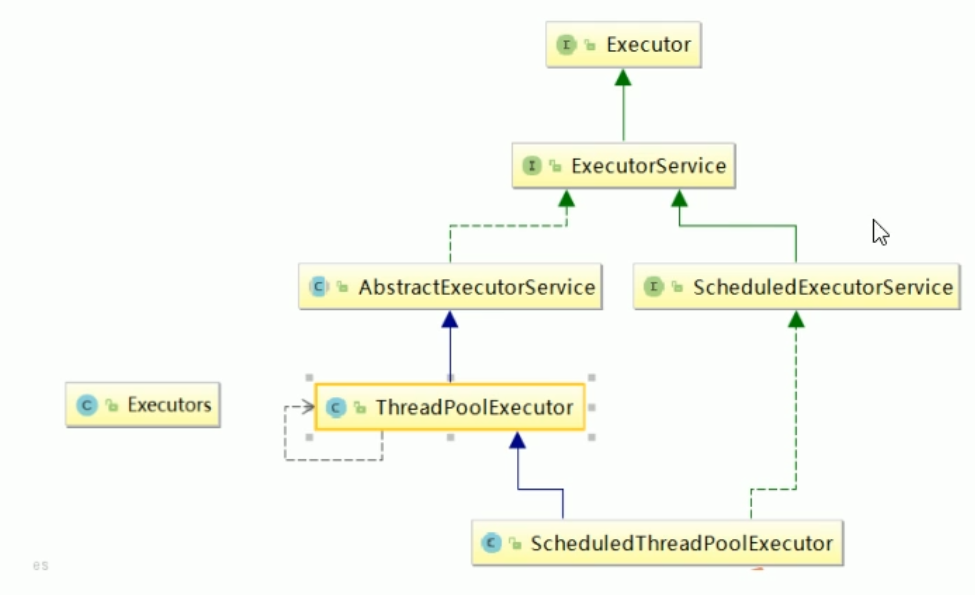 Executor
ExecutorService
AbstractExecutorService
ScheduledExecutorService
Executors
ThreadPoolExecutor
ScheduledThreadPoolExecutor
es